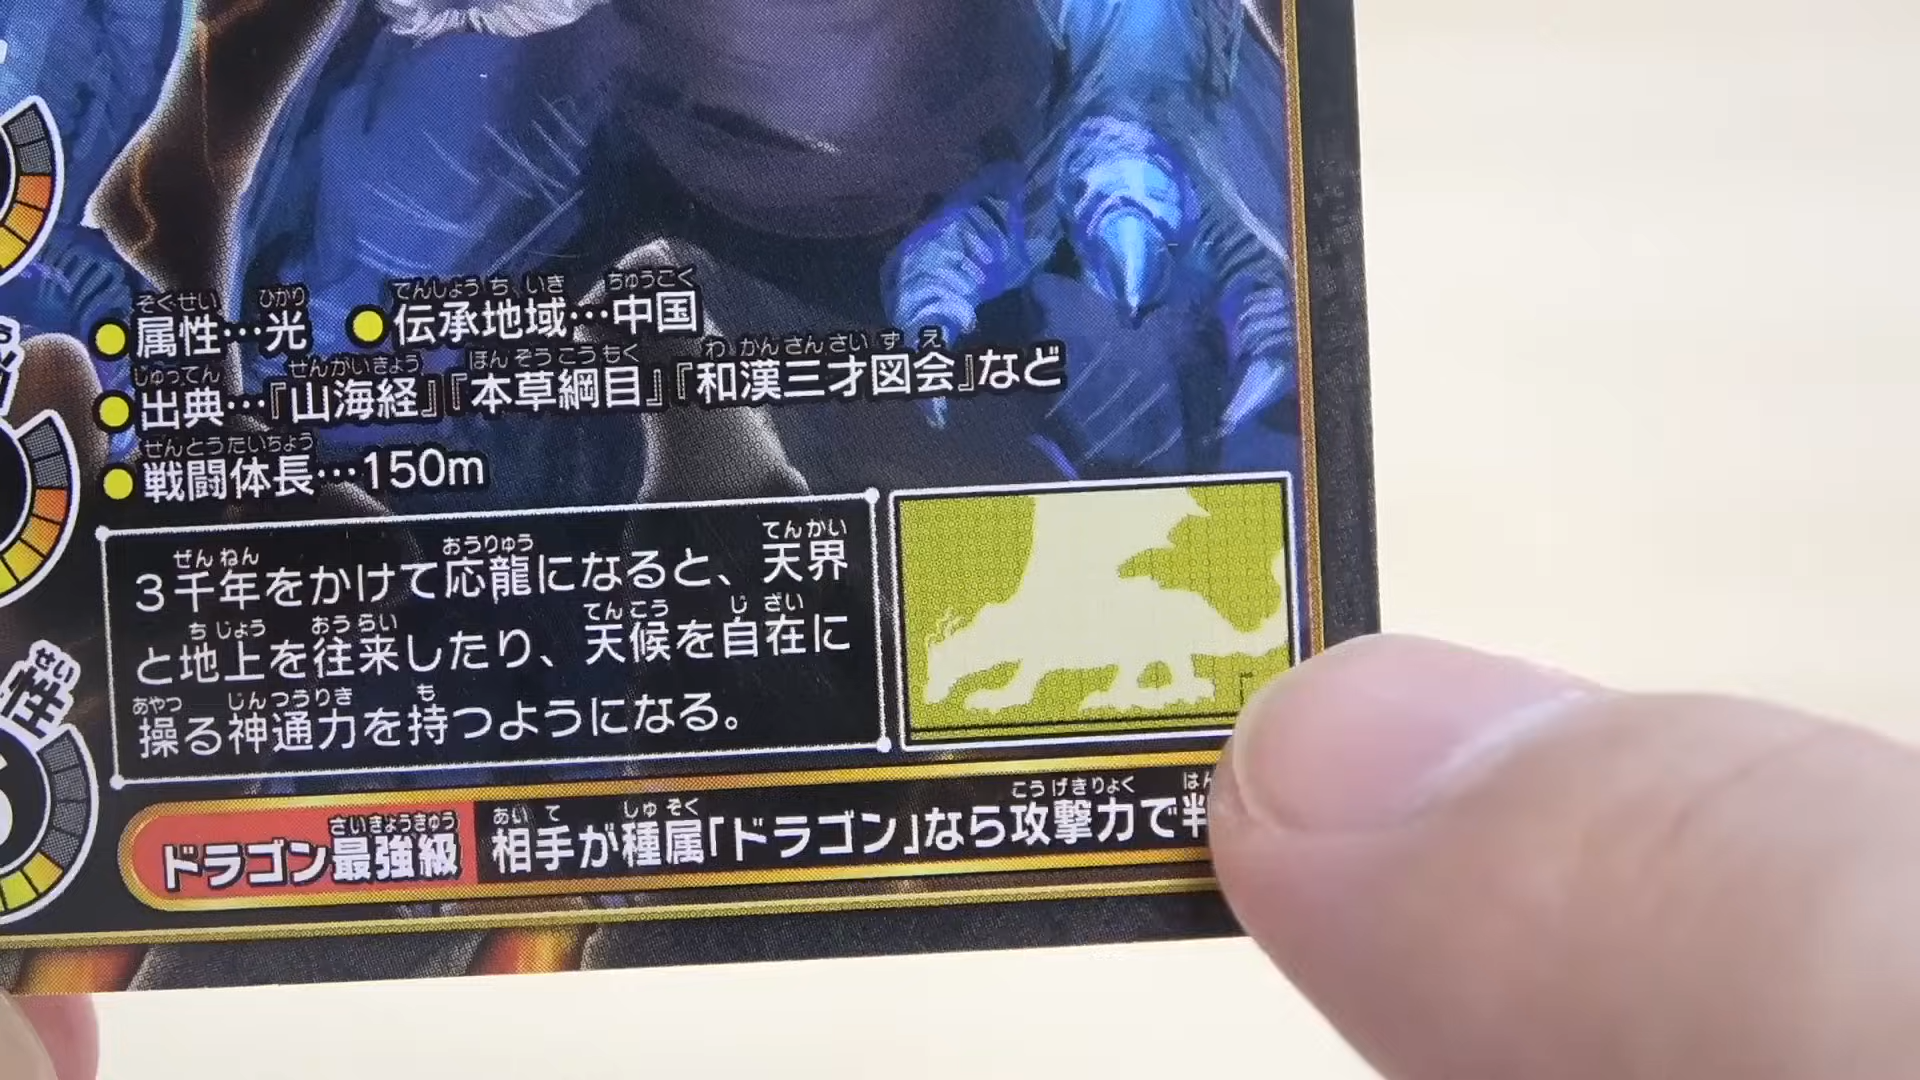 ●属性…光 ●伝承地域…中国
●出典…『山海経』『本草綱目』『和漢三才図会』など
●戦闘体長…150m
3千年をかけて応龍になると、天界
と地上を往来したり、天候を自在に
操る神通力を持つようになる。
性
ドラゴン最強級 相手が種属「ドラゴン」なら攻撃力で判